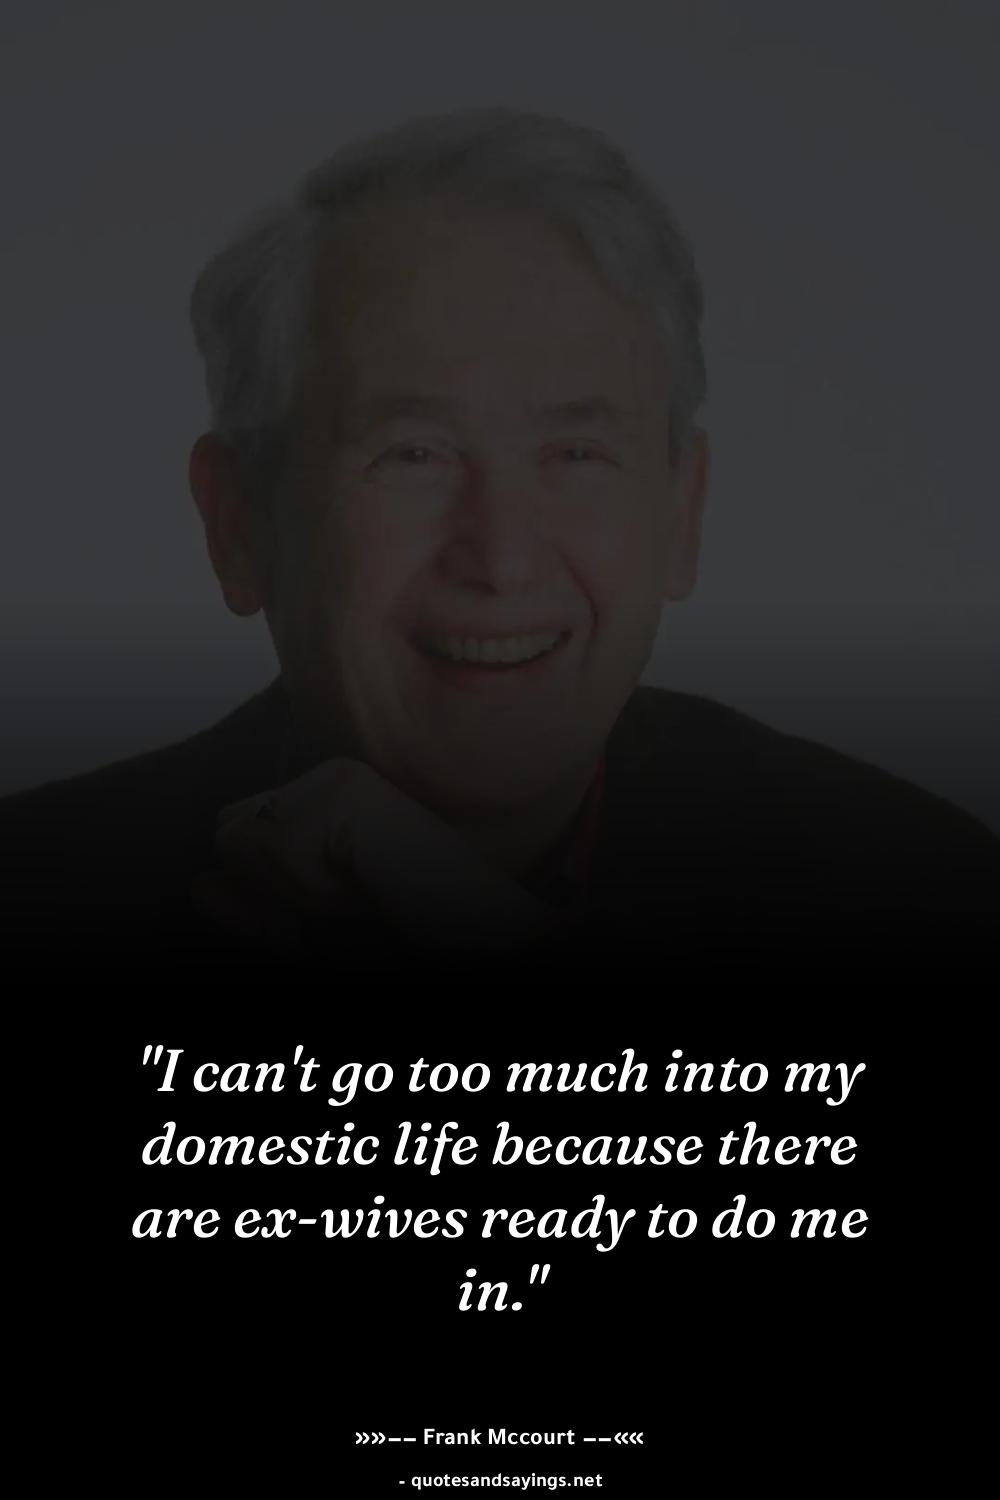 "I can't go too much into my
domestic life because there
are ex-wives ready to do me
in."
»»–– Frank Mccourt ––««
- quotesandsayings.net